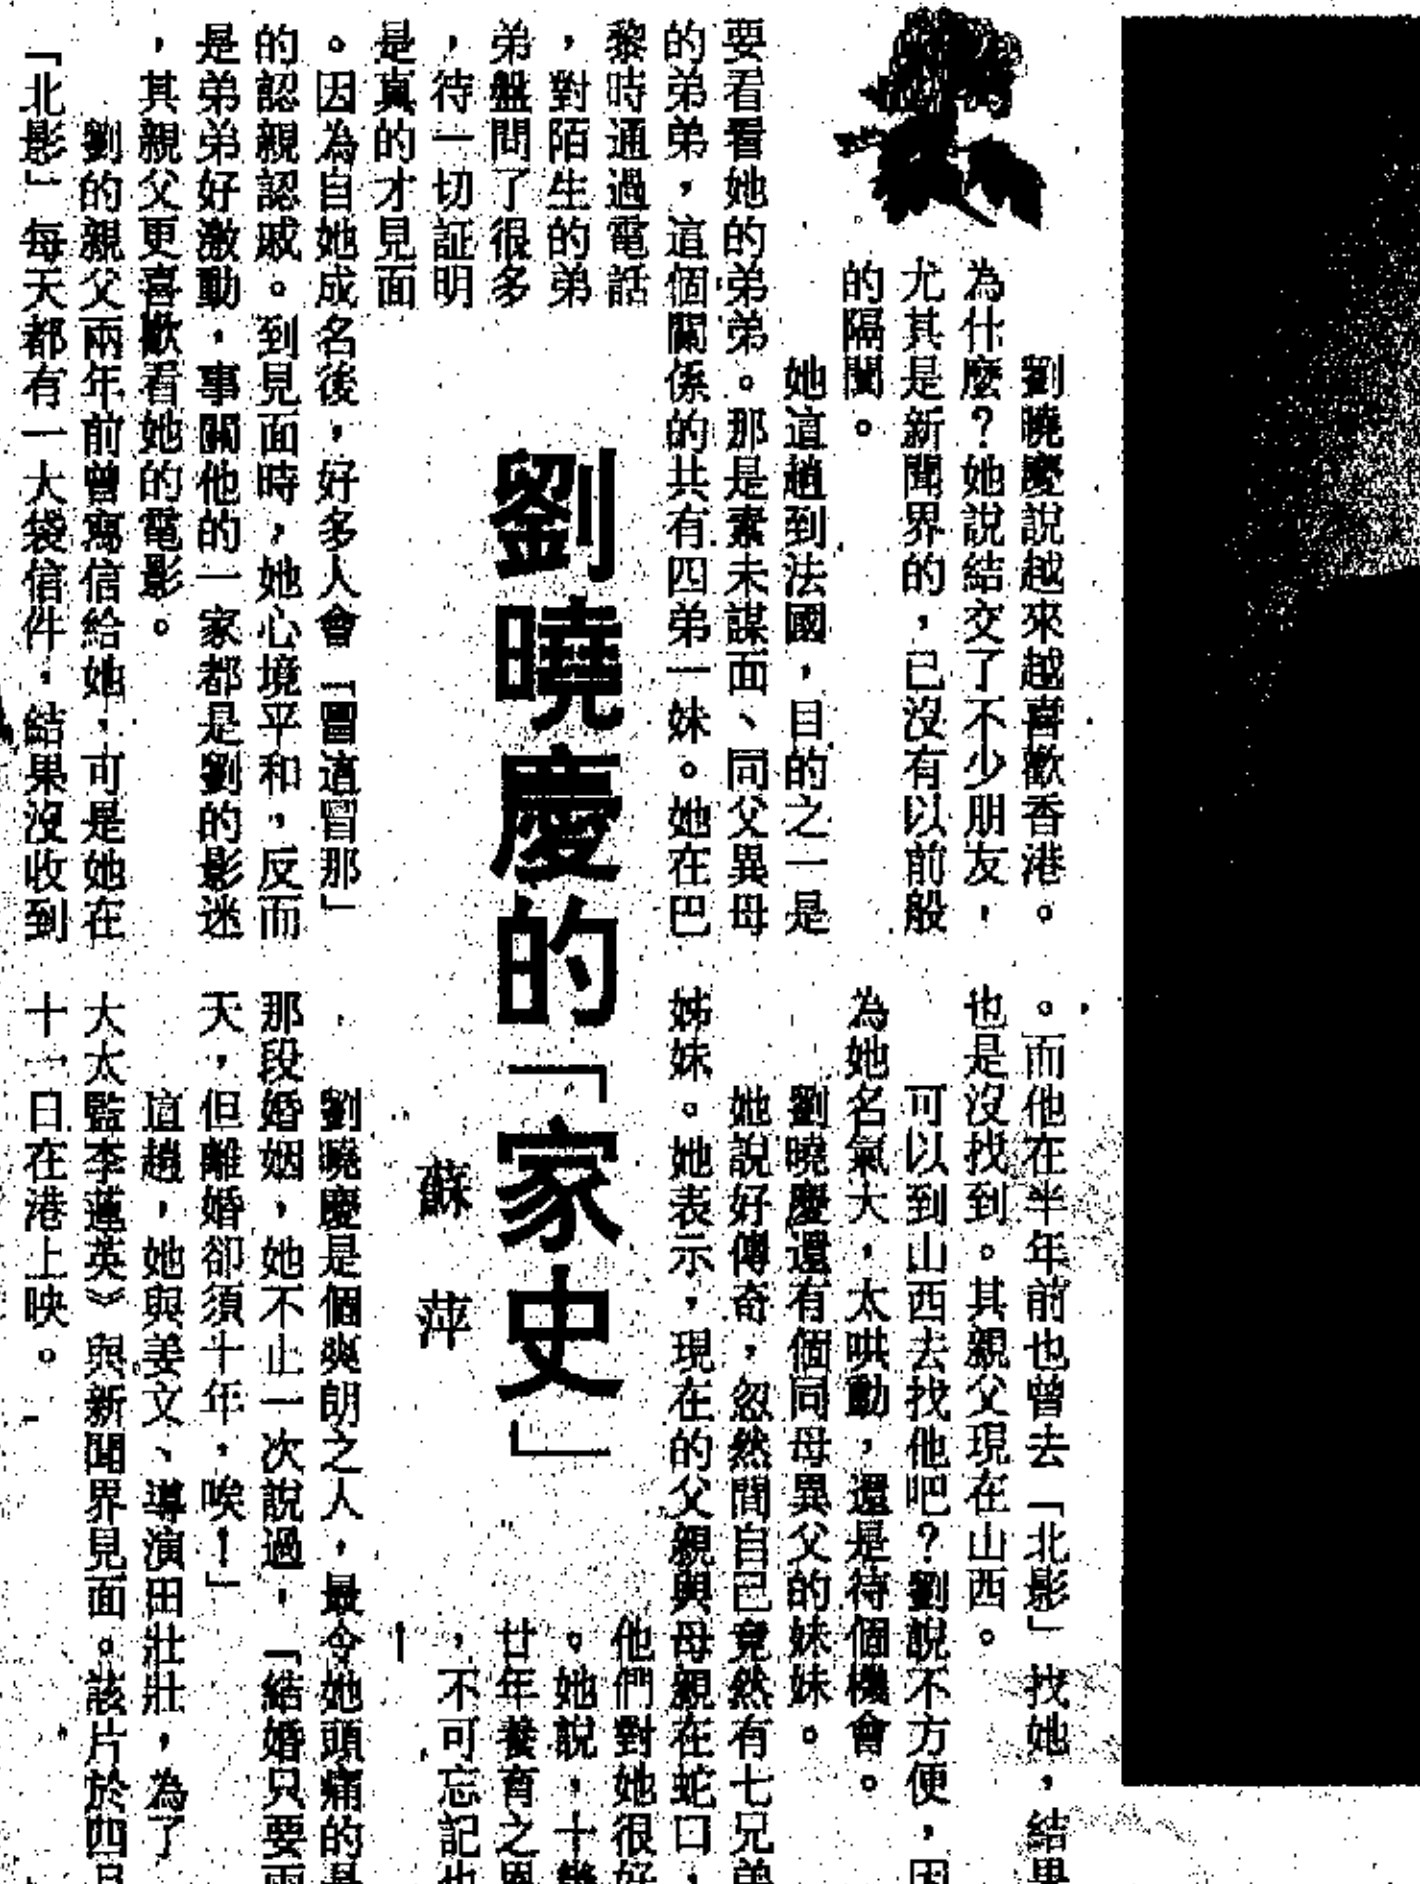 劉曉慶的「家史」
蘇萍
劉曉慶說越來越喜歡香港。
為什麼？她說結交了不少朋友，
尤其是新聞界的，已沒有以前般
的隔閡。
她這趟到法國，目的之一是
要看看她的弟弟。那是素未謀面、同父異母
的弟弟，這個關係的共有四弟一妹。她在巴
黎時通過電話
，對陌生的弟
弟盤問了很多
，待一切証明
是真的才見面
。因為自她成名後，好多人會「冒這冒那」
的認親認戚。到見面時，她心境平和，反而
是弟弟好激動，事關他的一家都是劉的影迷
，其親父更喜歡看她的電影。
劉的親父兩年前曾寫信給她，可是她在
「北影」每天都有一大袋信件，結果沒收到
。而他在半年前也曾去「北影」找她，結果
也是沒找到。其親父現在山西。
可以到山西去找他吧？劉說不方便，因
為她名氣大，太哄動，還是待個機會。
劉曉慶還有個同母異父的妹妹。
她說好傳奇，忽然間自己竟然有七兄弟
姊妹。她表示，現在的父親與母親在蛇口，
他們對她很好
。她說，十幾
廿年養育之恩
，不可忘記也
！
劉曉慶是個爽朗之人，最令她頭痛的是
那段婚姻，她不止一次說過，「結婚只要兩
天，但離婚卻須十年，唉！」
這趟，她與姜文、導演田壯壯，為了
大太監李蓮英》與新聞界見面。該片於四月
十一日在港上映。